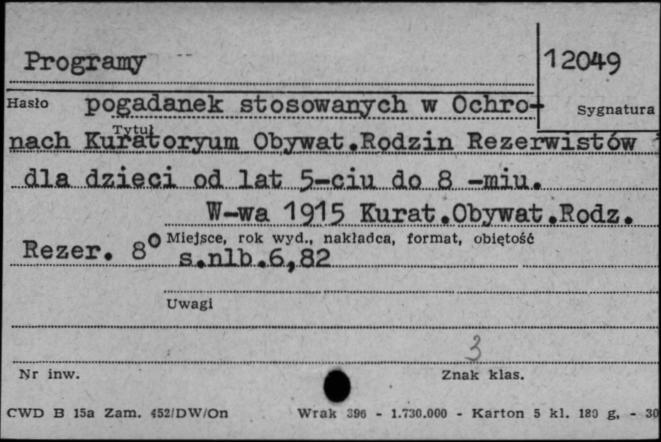 Programy
12049
Hasło pogadanek stosowanych w Ochro-
Sygnatura
Tytuł
nach Kuratoryum Obywat.Rodzin Rezerwistów
dla dzieci od lat 5-ciu do 8 -miu.
W-wa 1915 Kurat.Obywat.Rodz.
Miejsce, rok wyd., nakładca, format, objętość
Rezer. 8° s.nlb.6,82
Uwagi
3
Nr inw. Znak klas.
CWD B 15a Zam. 452/DW/On Wrak 396 - 1.730.000 - Karton 5 kl. 180 g. - 30